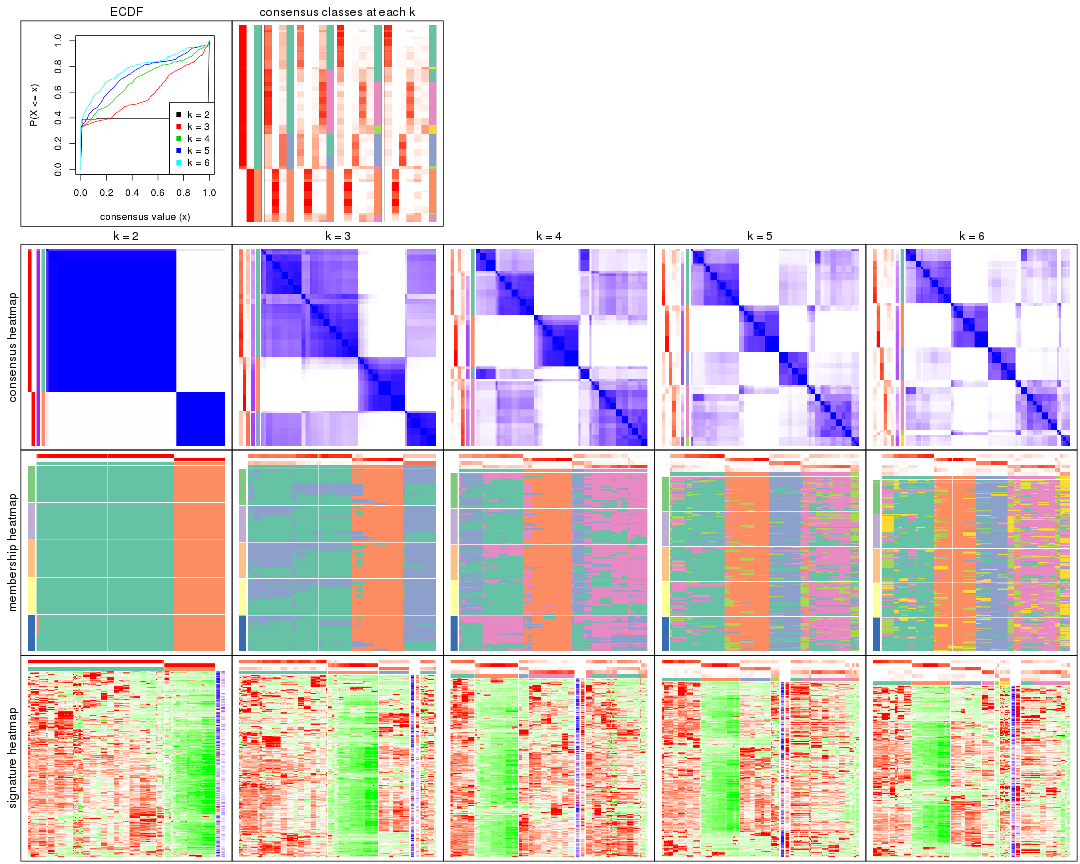 ECDF
consensus classes at each k
P(X <= x)
0.0 0.2 0.4 0.6 0.8 1.0
k = 2
k = 3
k = 4
k = 5
k = 6
0.0 0.2 0.4 0.6 0.8 1.0
consensus value (x)
k = 2 k = 3 k = 4 k = 5 k = 6
consensus heatmap
membership heatmap
signature heatmap